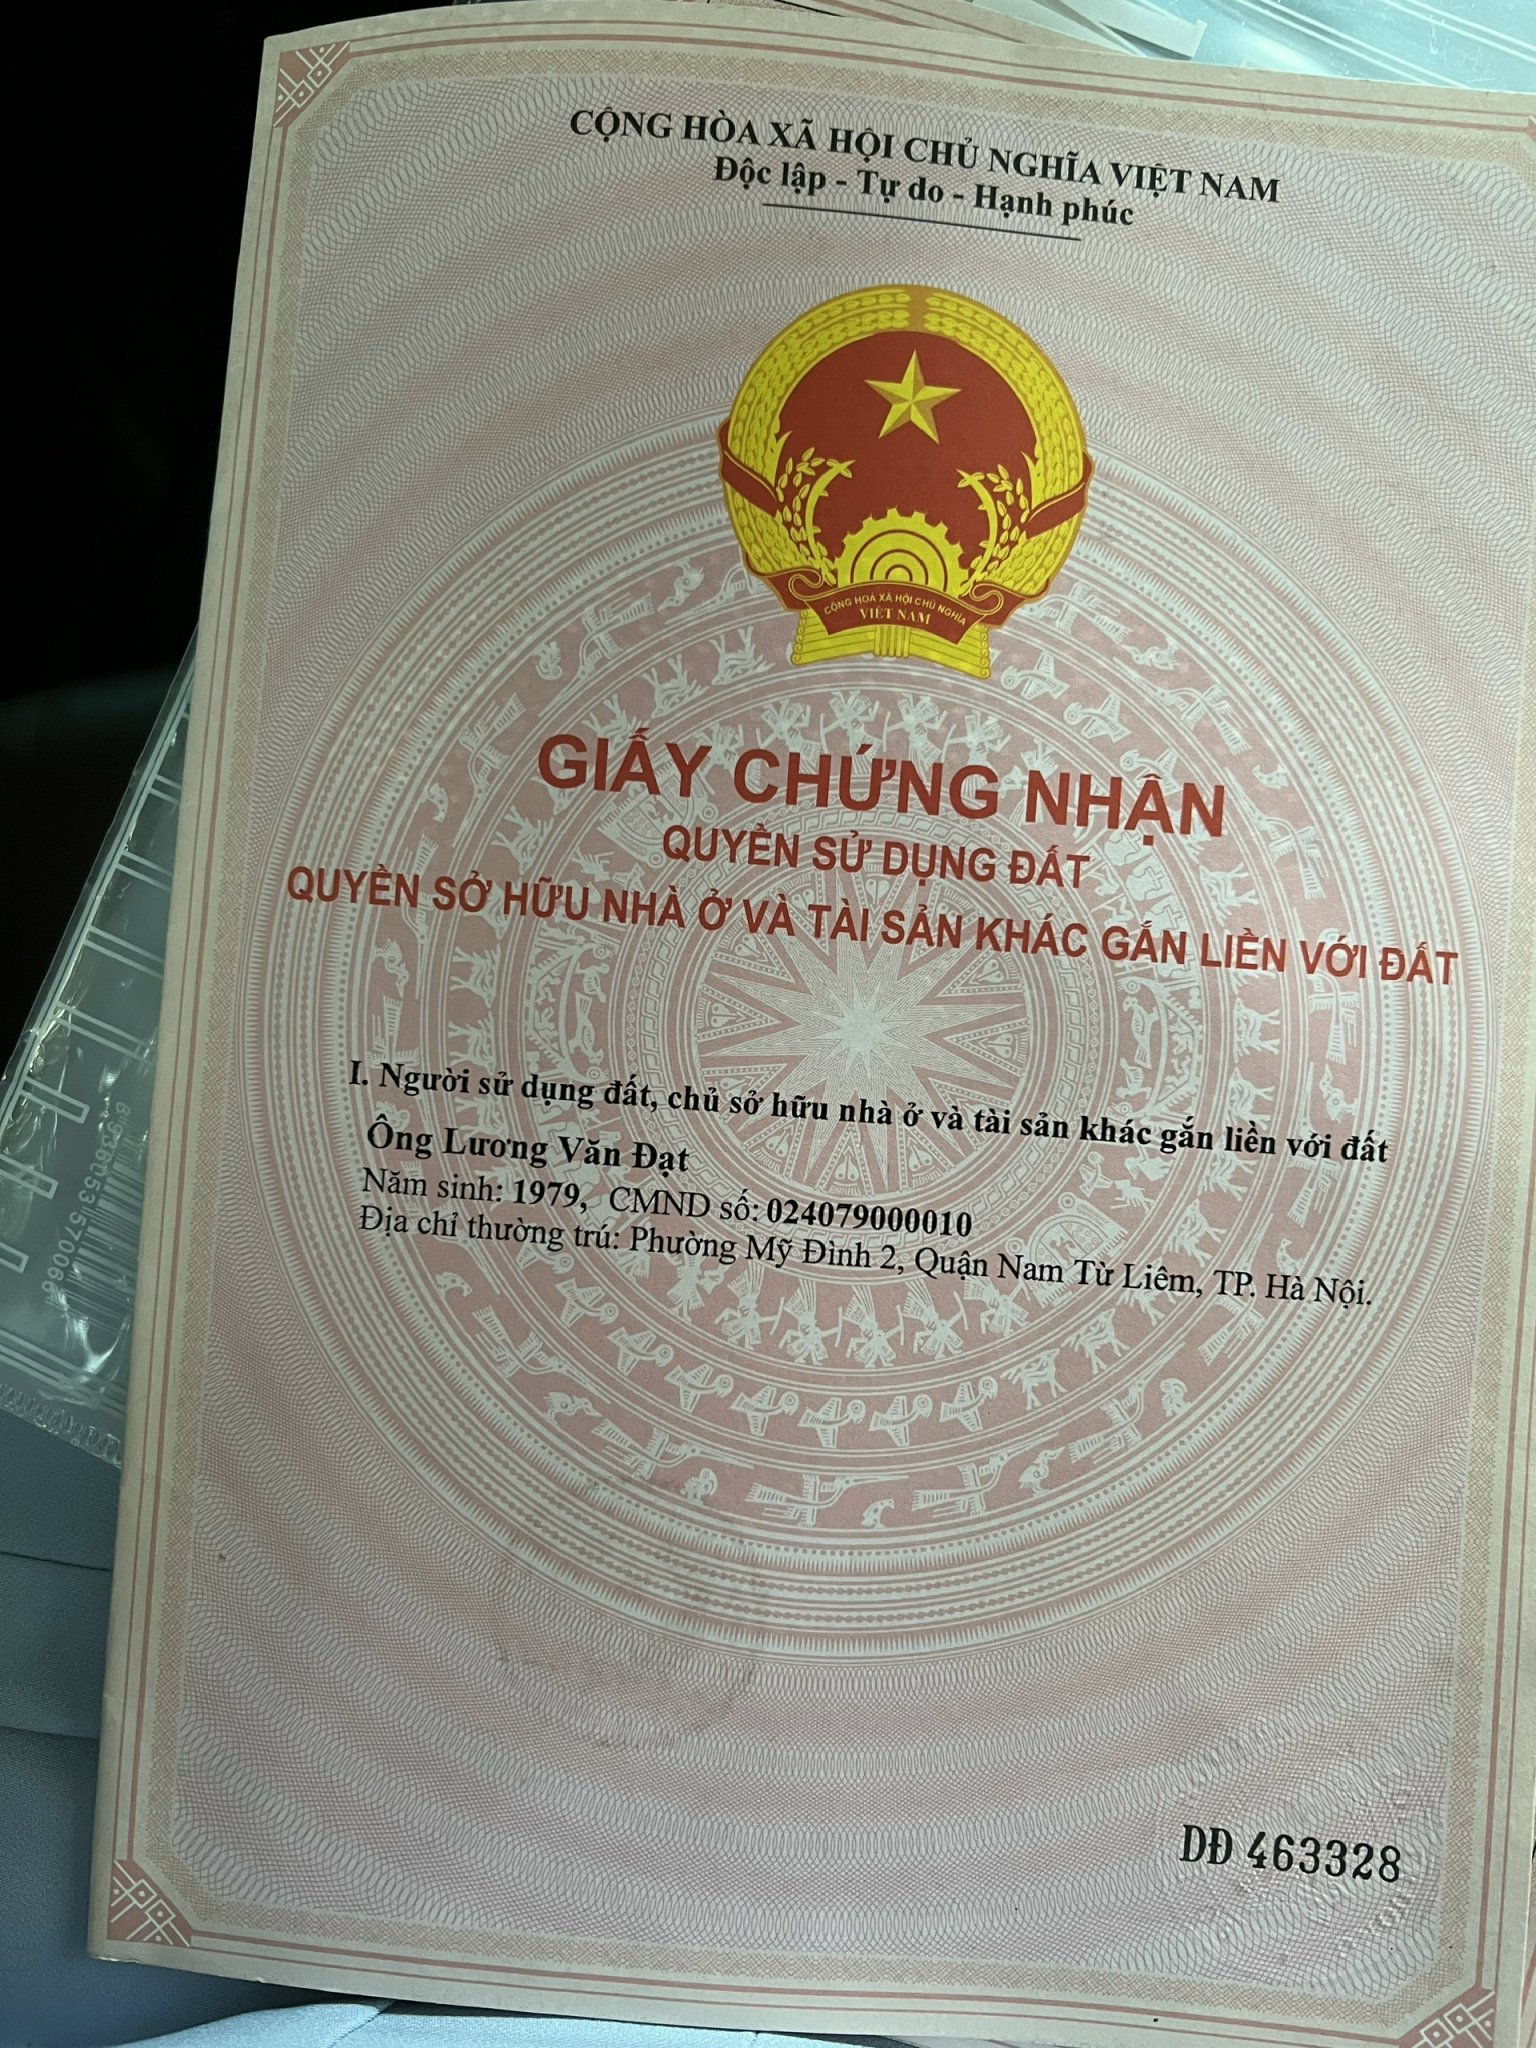 CỘNG HÒA XÃ HỘI CHỦ NGHĨA VIỆT NAM
Độc lập - Tự do - Hạnh phúc
CỘNG HOÀ XÃ HỘI CHỦ NGHĨA
VIỆT NAM
GIẤY CHỨNG NHẬN
QUYỀN SỬ DỤNG ĐẤT
QUYỀN SỞ HỮU NHÀ Ở VÀ TÀI SẢN KHÁC GẮN LIỀN VỚI ĐẤT
I. Người sử dụng đất, chủ sở hữu nhà ở và tài sản khác gắn liền với đất
Ông Lương Văn Đạt
Năm sinh: 1979, CMND số: 024079000010
Địa chỉ thường trú: Phường Mỹ Đình 2, Quận Nam Từ Liêm, TP. Hà Nội.
DĐ 463328